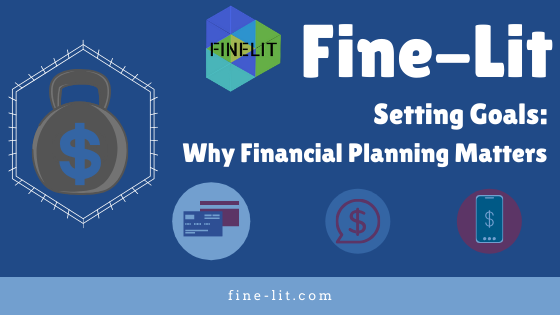 FINELIT
Fine-Lit
Setting Goals:
Why Financial Planning Matters
$
$
$
fine-lit.com